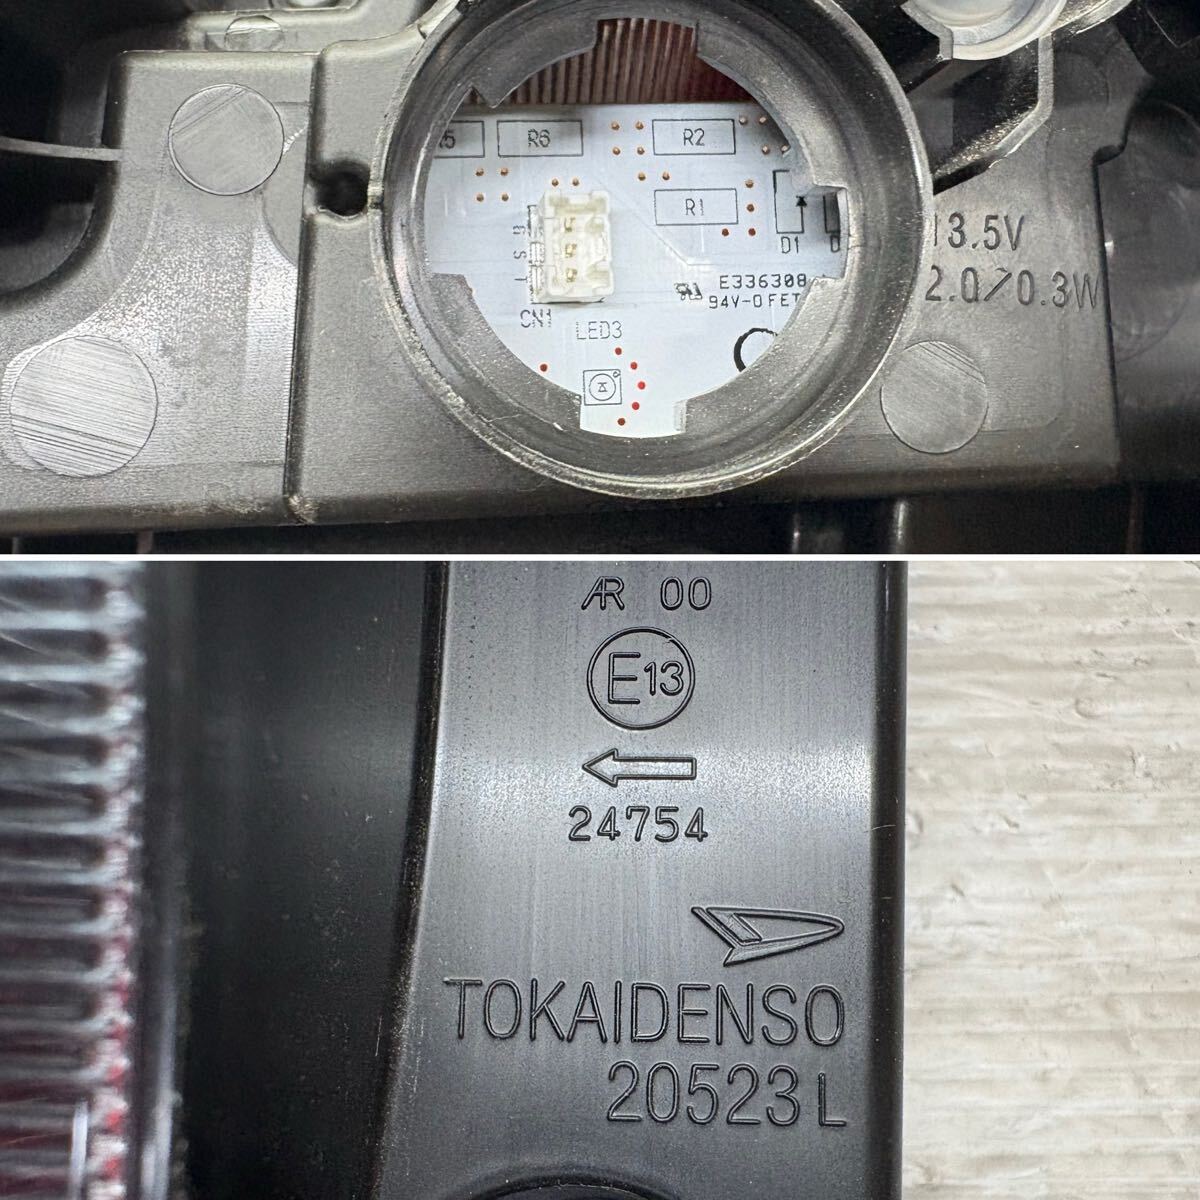 R6
R2
R1
D1
B
S
T
CN1
LED3
E336308
94V-0 FET
13.5V
2.0/0.3W
AR 00
E13
24754
TOKAIDENSO
20523 L